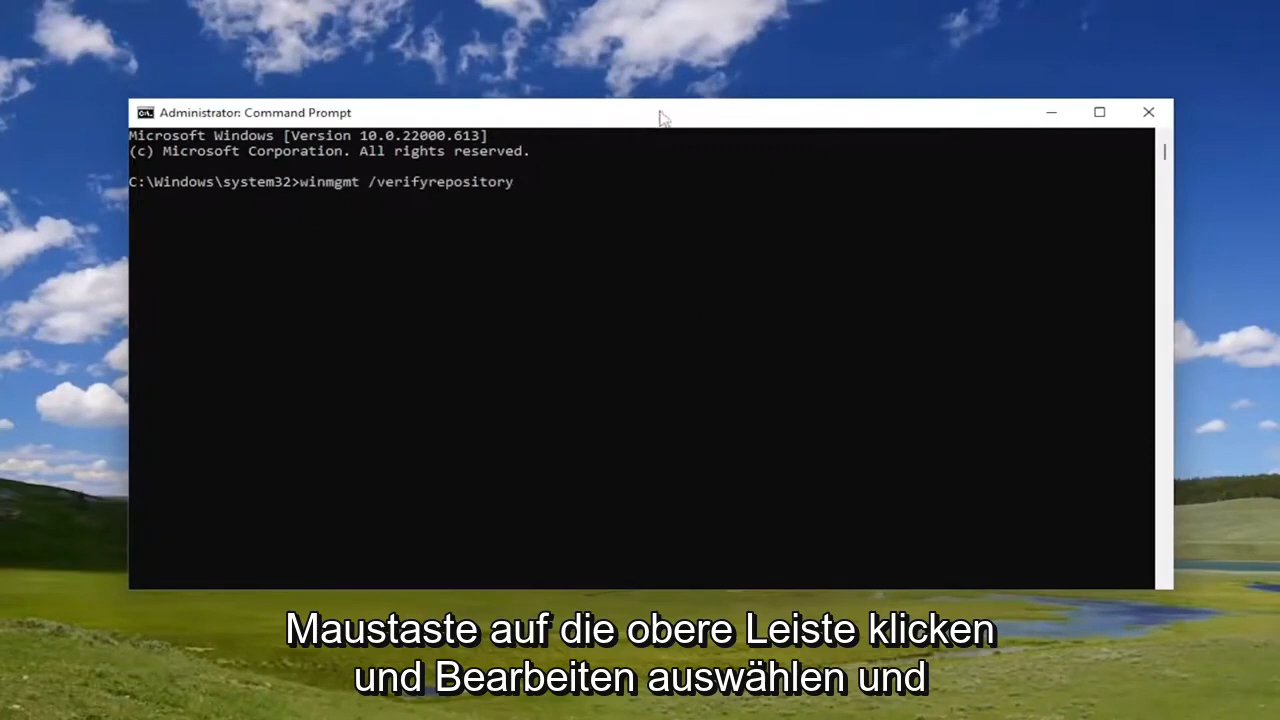 Administrator: Command Prompt
Microsoft Windows [Version 10.0.22000.613]
(c) Microsoft Corporation. All rights reserved.
C:\Windows\system32>winmgmt /verifyrepository
Maustaste auf die obere Leiste klicken
und Bearbeiten auswählen und